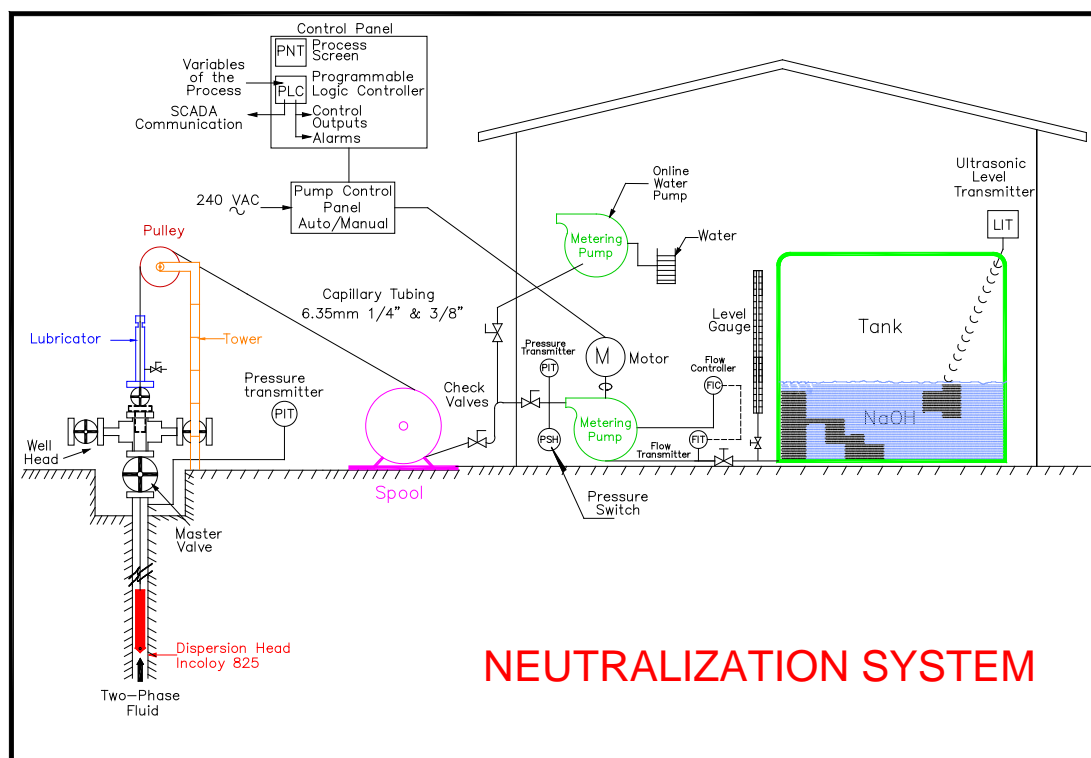 Control Panel
PNT
Process
Screen
Variables
of the
Process
PLC
Programmable
Logic Controller
SCADA
Communication
Control
Outputs
Alarms
240 VAC
Pump Control
Panel
Auto/Manual
Online
Water
Pump
Ultrasonic
Level
Transmitter
LIT
Pulley
Metering
Pump
Water
Capillary Tubing
6.35mm 1/4" & 3/8"
Lubricator
Tower
Level
Gauge
Tank
Pressure
Transmitter
PIT
M
Motor
Flow
Controller
FIC
Pressure
transmitter
PIT
Check
Valves
NaOH
Metering
Pump
PSH
FIT
Flow
Transmitter
Well
Head
Spool
Pressure
Switch
Master
Valve
Dispersion Head
Incoloy 825
Two-Phase
Fluid
NEUTRALIZATION SYSTEM